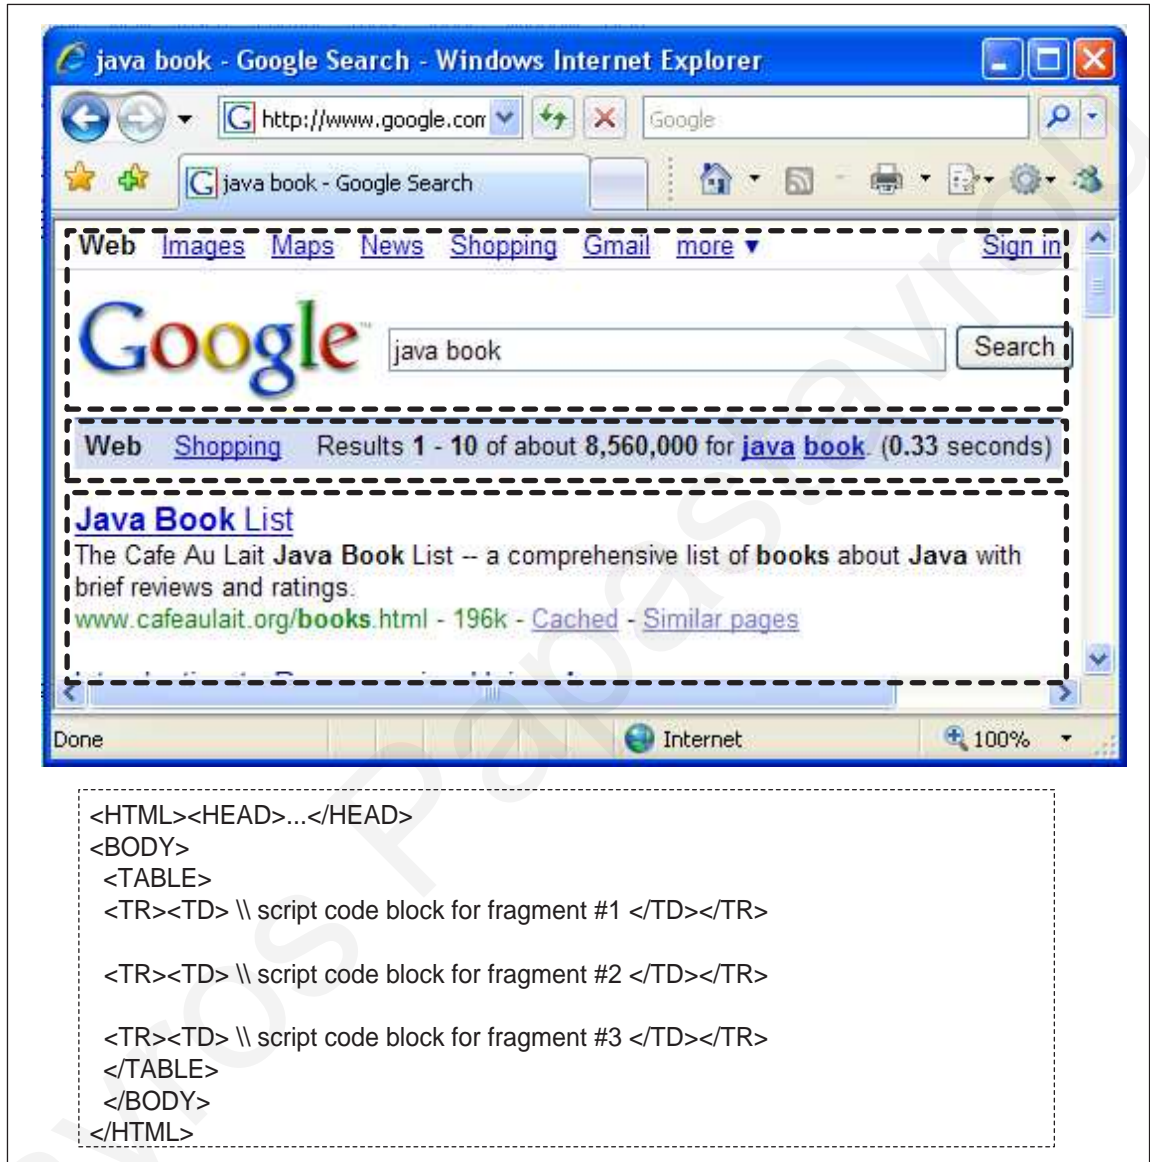 java book - Google Search - Windows Internet Explorer
http://www.google.com
Google
java book - Google Search
Web Images Maps News Shopping Gmail more ▼ Sign in
Google™ java book Search
Web Shopping Results 1 - 10 of about 8,560,000 for java book. (0.33 seconds)
Java Book List
The Cafe Au Lait Java Book List -- a comprehensive list of books about Java with
brief reviews and ratings.
www.cafeaulait.org/books.html - 196k - Cached - Similar pages
Done Internet 100%
<HTML><HEAD>...</HEAD>
<BODY>
<TABLE>
<TR><TD> \\ script code block for fragment #1 </TD></TR>
<TR><TD> \\ script code block for fragment #2 </TD></TR>
<TR><TD> \\ script code block for fragment #3 </TD></TR>
</TABLE>
</BODY>
</HTML>